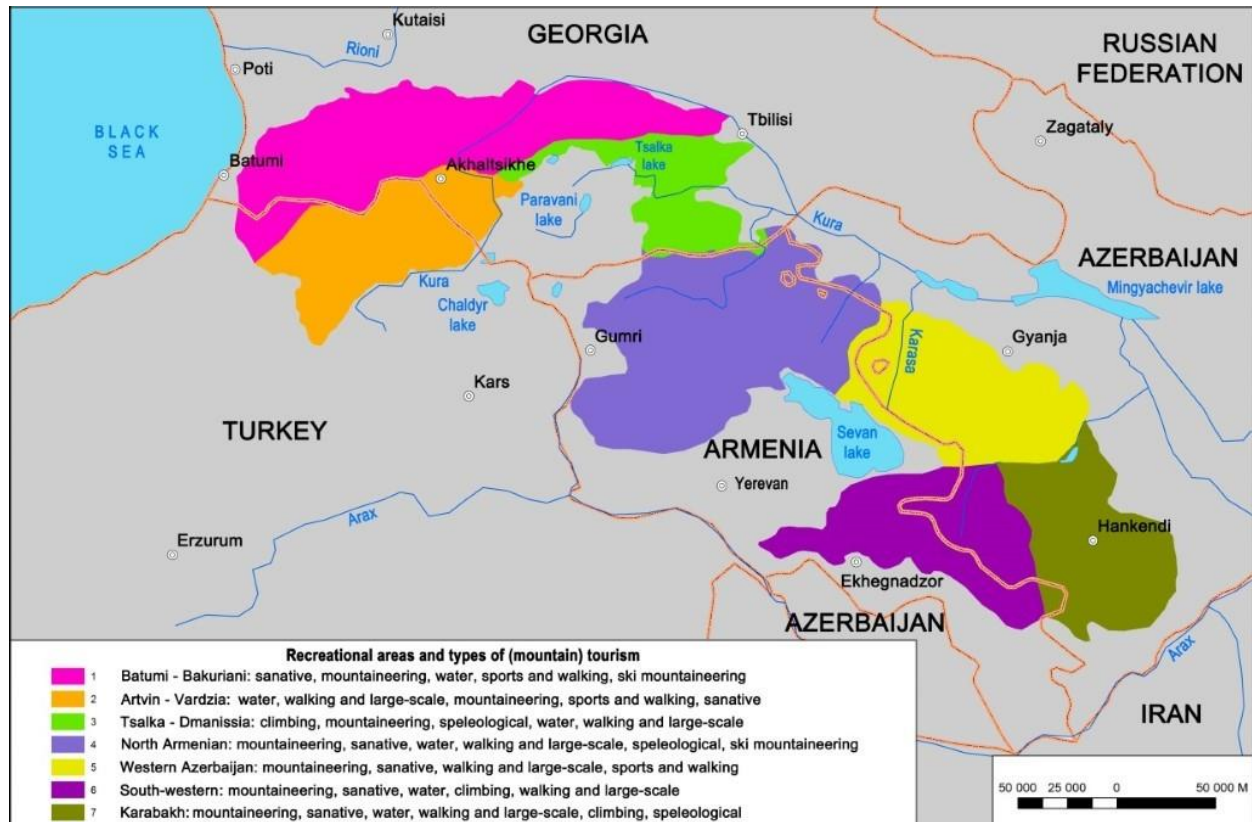 Kutaisi
GEORGIA
RUSSIAN
FEDERATION
Rioni
Poti
BLACK
SEA
Tbilisi
Zagataly
Batumi
Akhaltsikhe
Tsalka
lake
Paravani
lake
Kura
AZERBAIJAN
Mingyachevir lake
Kura
Chaldyr
lake
Gumri
Karasa
Gyanja
Kars
TURKEY
ARMENIA
Sevan
lake
Yerevan
Arax
Erzurum
Hankendi
Ekhegnadzor
AZERBAIJAN
Arax
IRAN
Recreational areas and types of (mountain) tourism
1 Batumi - Bakuriani: sanative, mountaineering, water, sports and walking, ski mountaineering
2 Artvin - Vardzia: water, walking and large-scale, mountaineering, sports and walking, sanative
3 Tsalka - Dmanissia: climbing, mountaineering, speleological, water, walking and large-scale
4 North Armenian: mountaineering, sanative, water, walking and large-scale, speleological, ski mountaineering
5 Western Azerbaijan: mountaineering, sanative, walking and large-scale, sports and walking
6 South-western: mountaineering, sanative, water, climbing, walking and large-scale
7 Karabakh: mountaineering, sanative, water, walking and large-scale, climbing, speleological
50 000 25 000 0 50 000 M